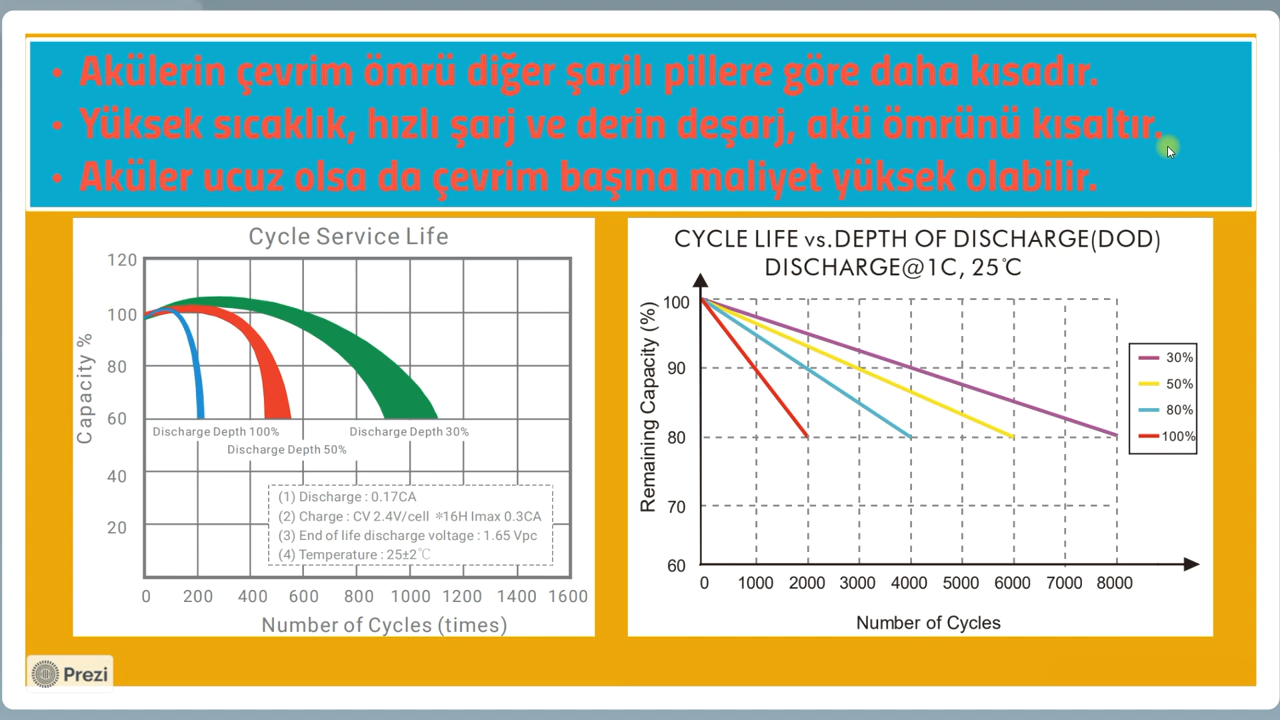 • Akülerin çevrim ömrü diğer şarjlı pillere göre daha kısadır.
• Yüksek sıcaklık, hızlı şarj ve derin deşarj, akü ömrünü kısaltır.
• Aküler ucuz olsa da çevrim başına maliyet yüksek olabilir.
Cycle Service Life
Capacity %
120
100
80
60
40
20
Discharge Depth 100%
Discharge Depth 50%
Discharge Depth 30%
(1) Discharge : 0.17CA
(2) Charge : CV 2.4V/cell *16H Imax 0.3CA
(3) End of life discharge voltage : 1.65 Vpc
(4) Temperature : 25±2℃
0 200 400 600 800 1000 1200 1400 1600
Number of Cycles (times)
CYCLE LIFE vs.DEPTH OF DISCHARGE(DOD)
DISCHARGE@1C, 25℃
Remaining Capacity (%)
100
90
80
70
60
30%
50%
80%
100%
0 1000 2000 3000 4000 5000 6000 7000 8000
Number of Cycles
Prezi